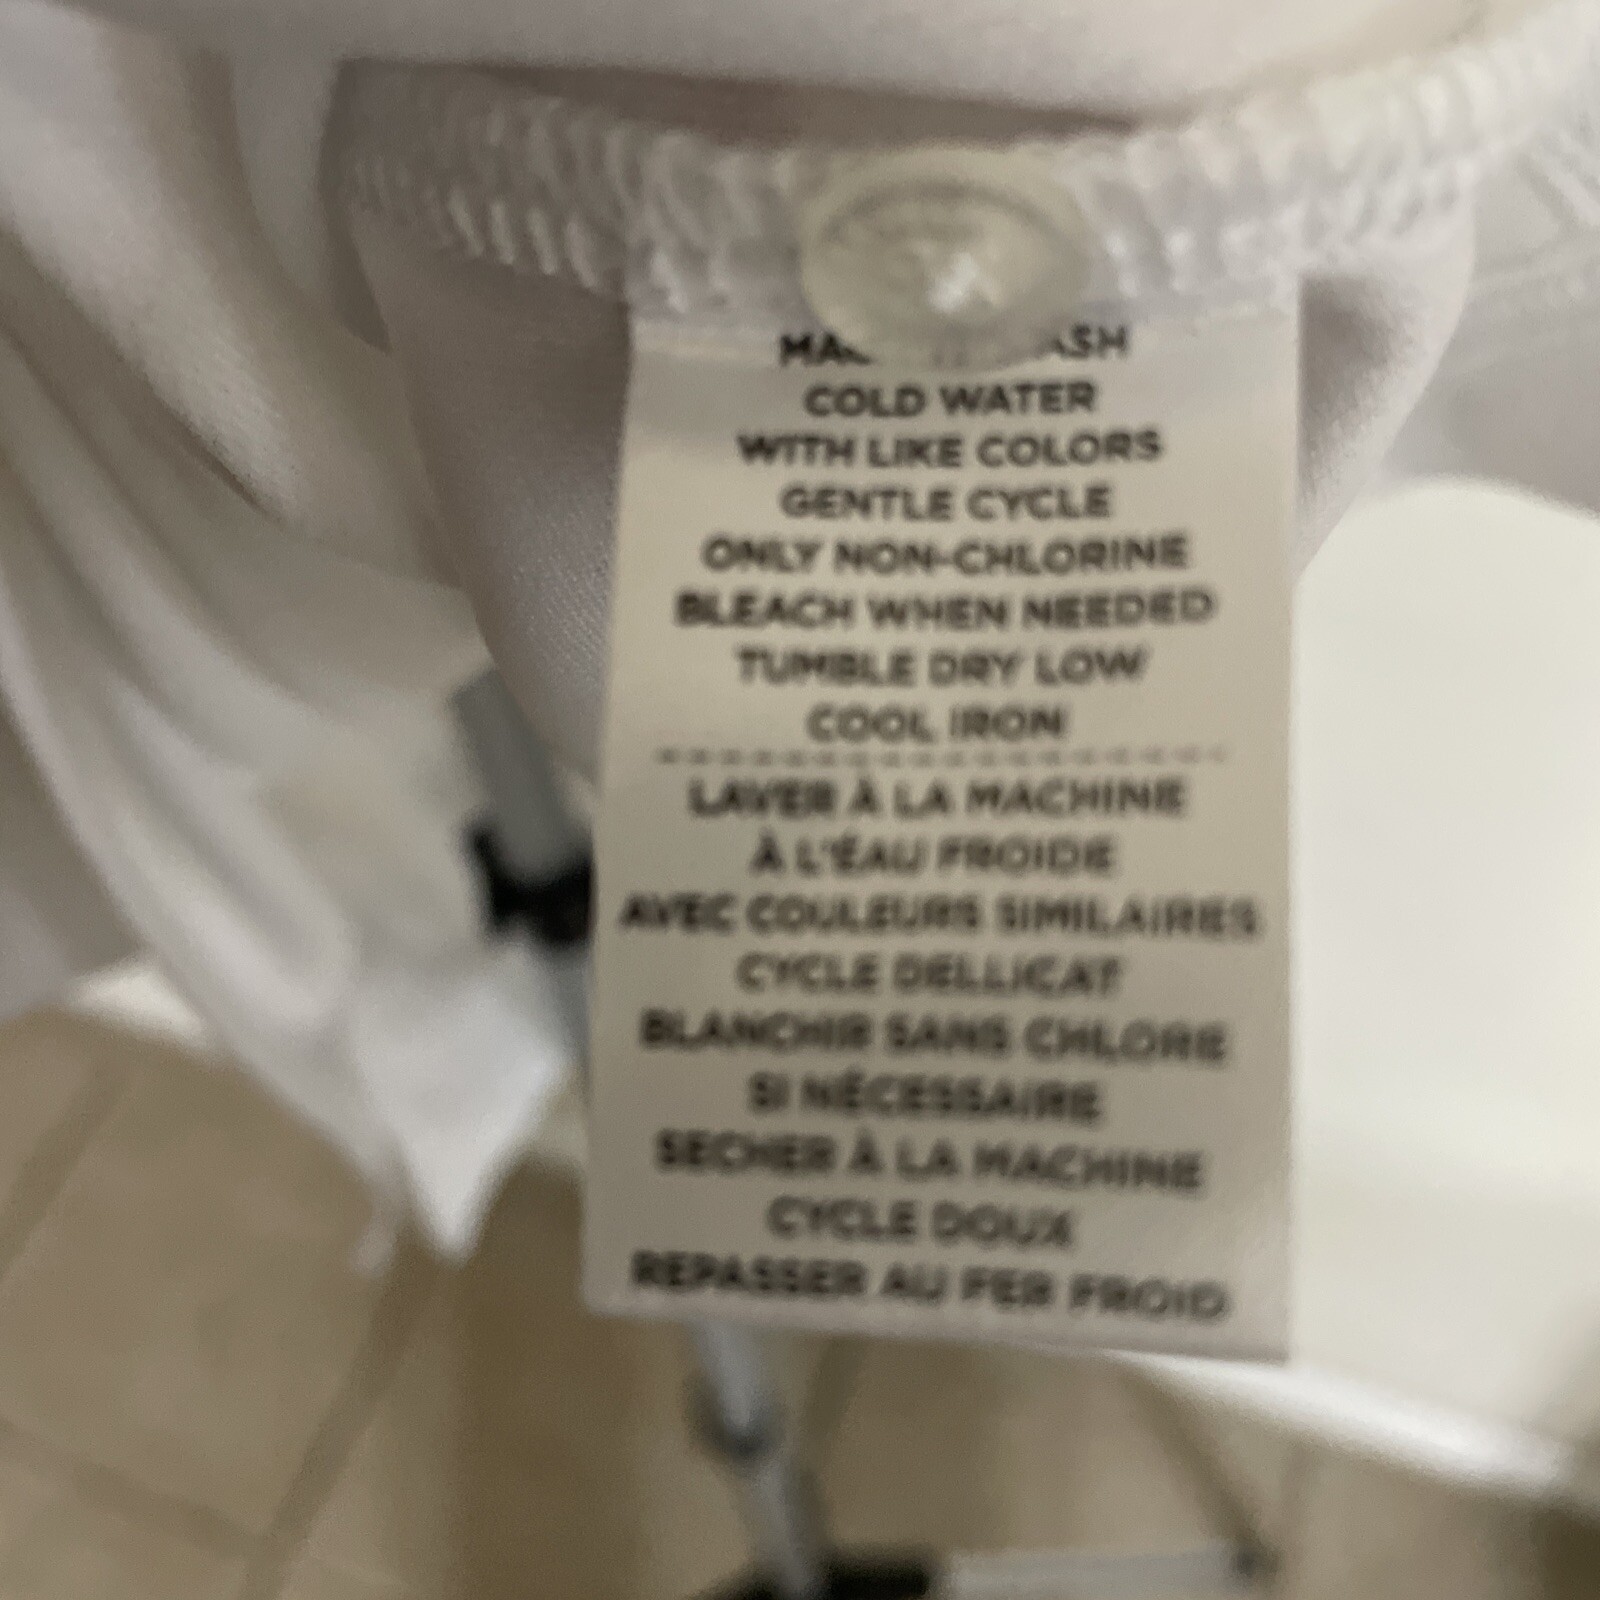 COLD WATER
WITH LIKE COLORS
GENTLE CYCLE
ONLY NON-CHLORINE
BLEACH WHEN NEEDED
TUMBLE DRY LOW
COOL IRON
LAVER À LA MACHINE
À L'ÉAU FROIDE
AVEC COULEURS SIMILAIRES
CYCLE DELLICAT
BLANCHIR SANS CHLORE
SI NÉCESSAIRE
SECHER À LA MACHINE
CYCLE DOUX
REPASSER AU FER FROID